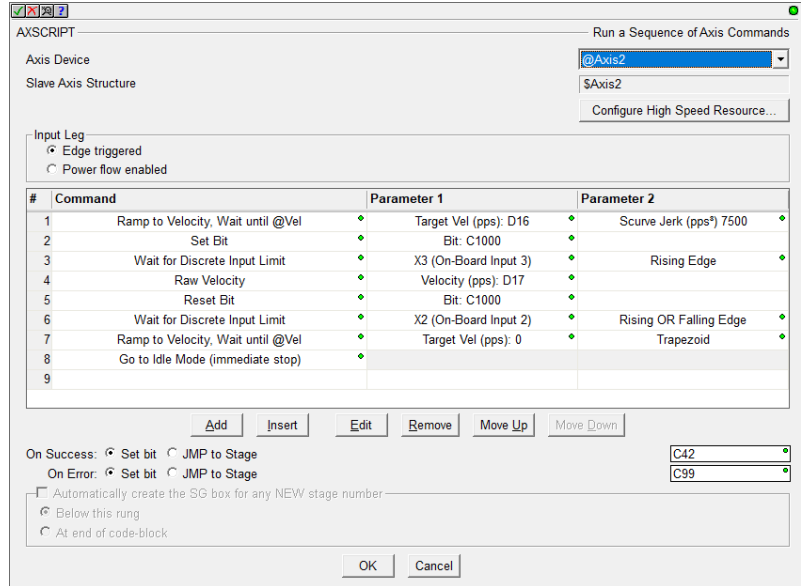 AXSCRIPT Run a Sequence of Axis Commands
Axis Device @Axis2
Slave Axis Structure $Axis2
Configure High Speed Resource...
Input Leg
Edge triggered
Power flow enabled
# Command Parameter 1 Parameter 2
1 Ramp to Velocity, Wait until @Vel Target Vel (pps): D16 Scurve Jerk (pps³) 7500
2 Set Bit Bit: C1000
3 Wait for Discrete Input Limit X3 (On-Board Input 3) Rising Edge
4 Raw Velocity Velocity (pps): D17
5 Reset Bit Bit: C1000
6 Wait for Discrete Input Limit X2 (On-Board Input 2) Rising OR Falling Edge
7 Ramp to Velocity, Wait until @Vel Target Vel (pps): 0 Trapezoid
8 Go to Idle Mode (immediate stop)
9
Add Insert Edit Remove Move Up Move Down
On Success: Set bit JMP to Stage C42
On Error: Set bit JMP to Stage C99
Automatically create the SG box for any NEW stage number
Below this rung
At end of code-block
OK Cancel